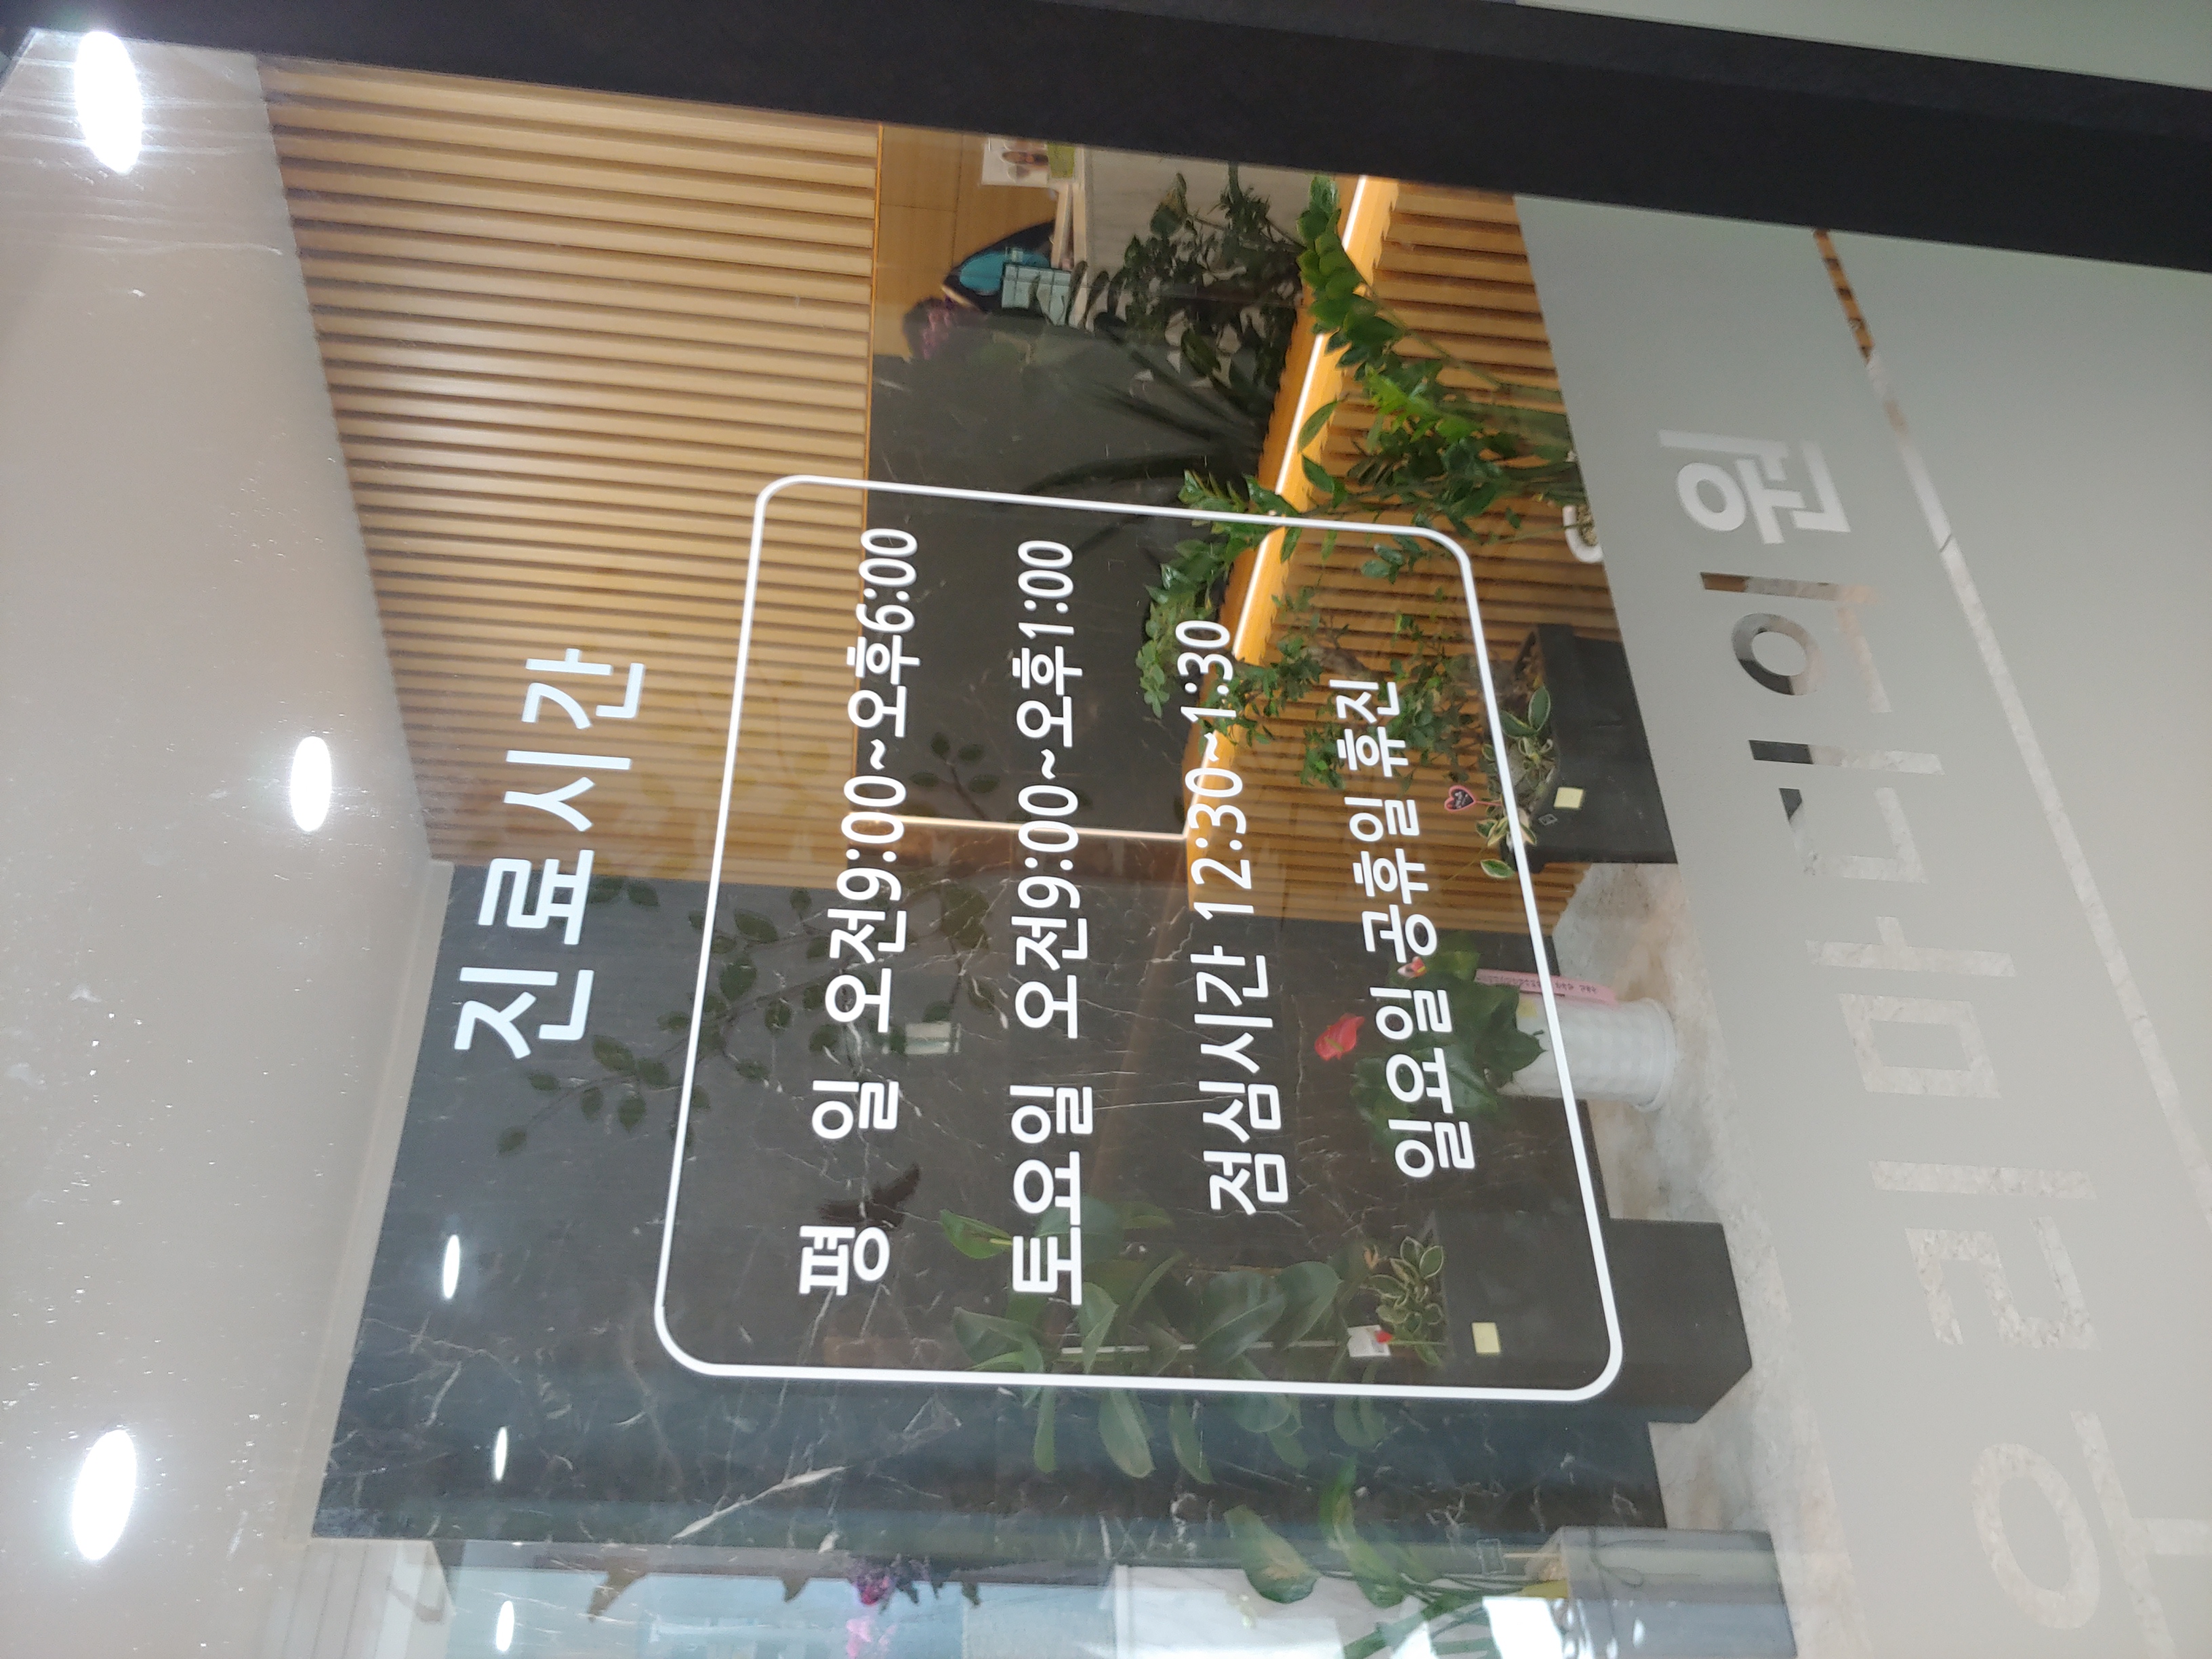 진료시간
평 일 오전9:00~오후6:00
토요일 오전9:00~오후1:00
점심시간 12:30~1:30
일요일 공휴일 휴진
의원